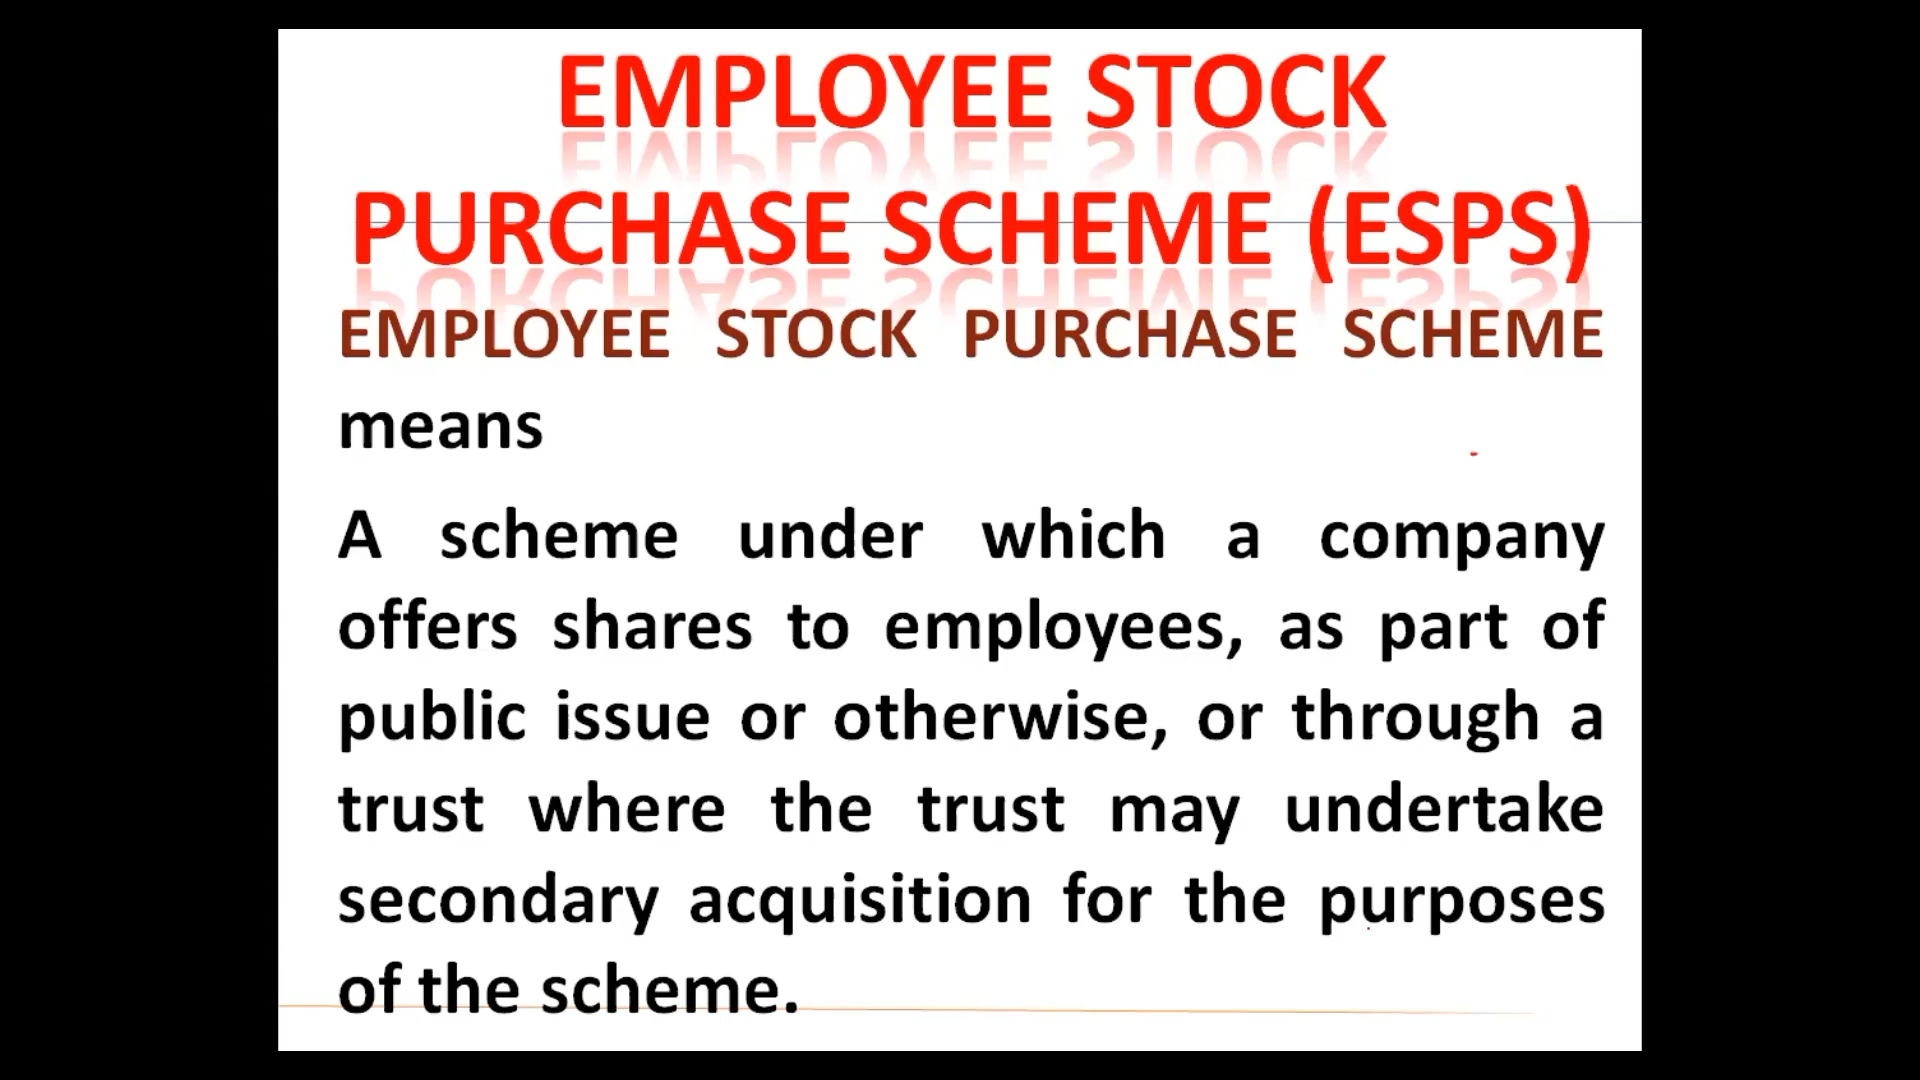 EMPLOYEE STOCK
PURCHASE SCHEME (ESPS)
EMPLOYEE STOCK PURCHASE SCHEME
means
A scheme under which a company
offers shares to employees, as part of
public issue or otherwise, or through a
trust where the trust may undertake
secondary acquisition for the purposes
of the scheme.